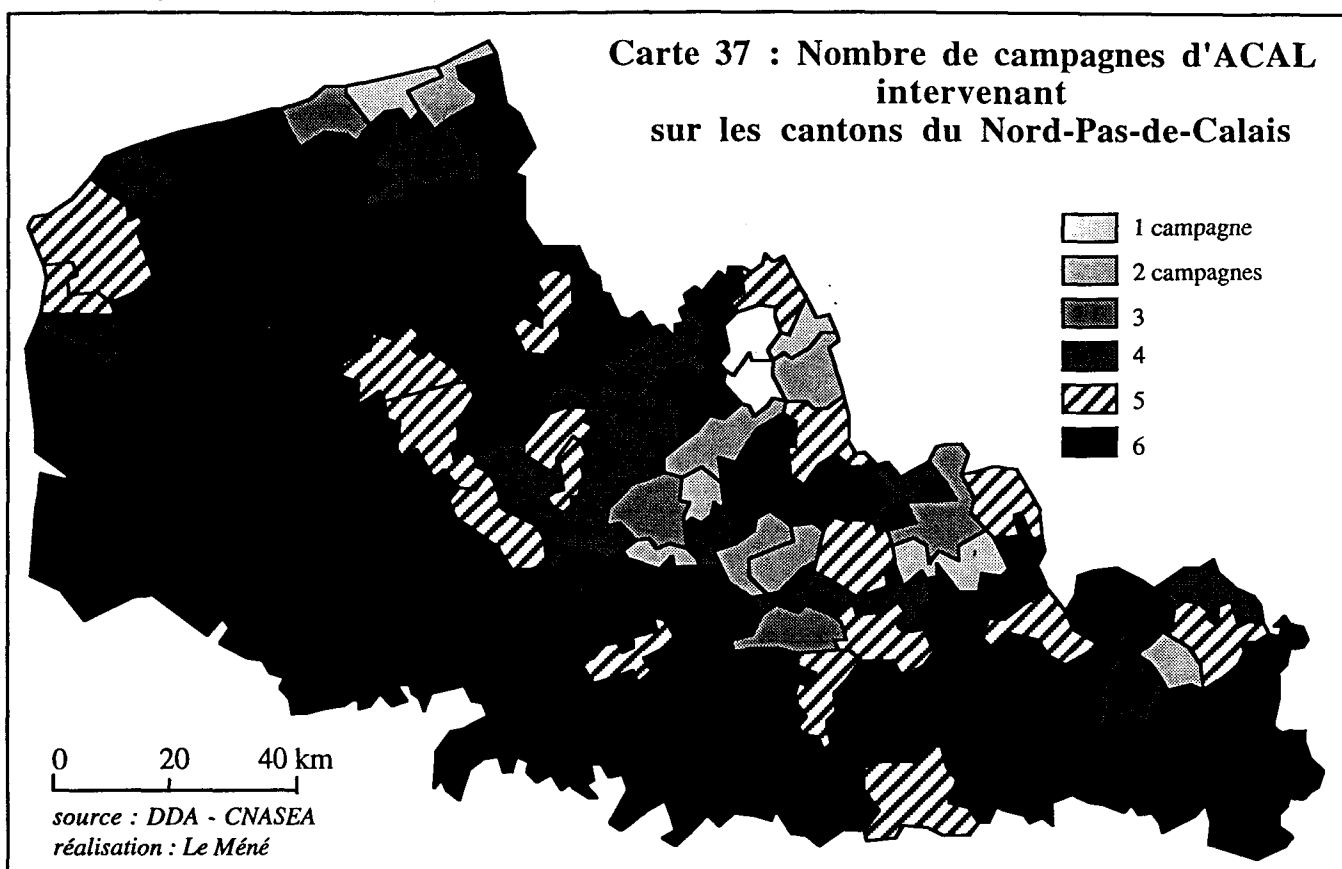 Carte 37 : Nombre de campagnes d'ACAL
intervenant
sur les cantons du Nord-Pas-de-Calais
1 campagne
2 campagnes
3
4
5
6
0 20 40 km
source : DDA - CNASEA
réalisation : Le Méné